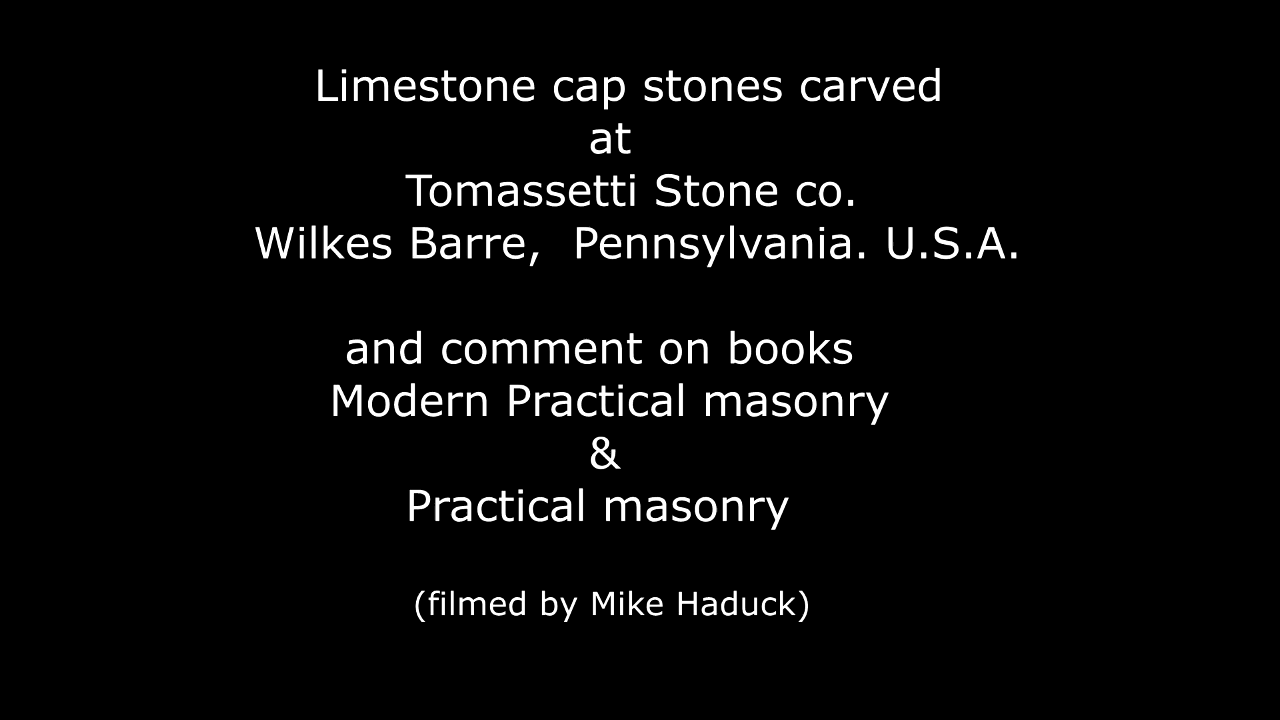 Limestone cap stones carved
at
Tomassetti Stone co.
Wilkes Barre, Pennsylvania. U.S.A.
and comment on books
Modern Practical masonry
&
Practical masonry
(filmed by Mike Haduck)